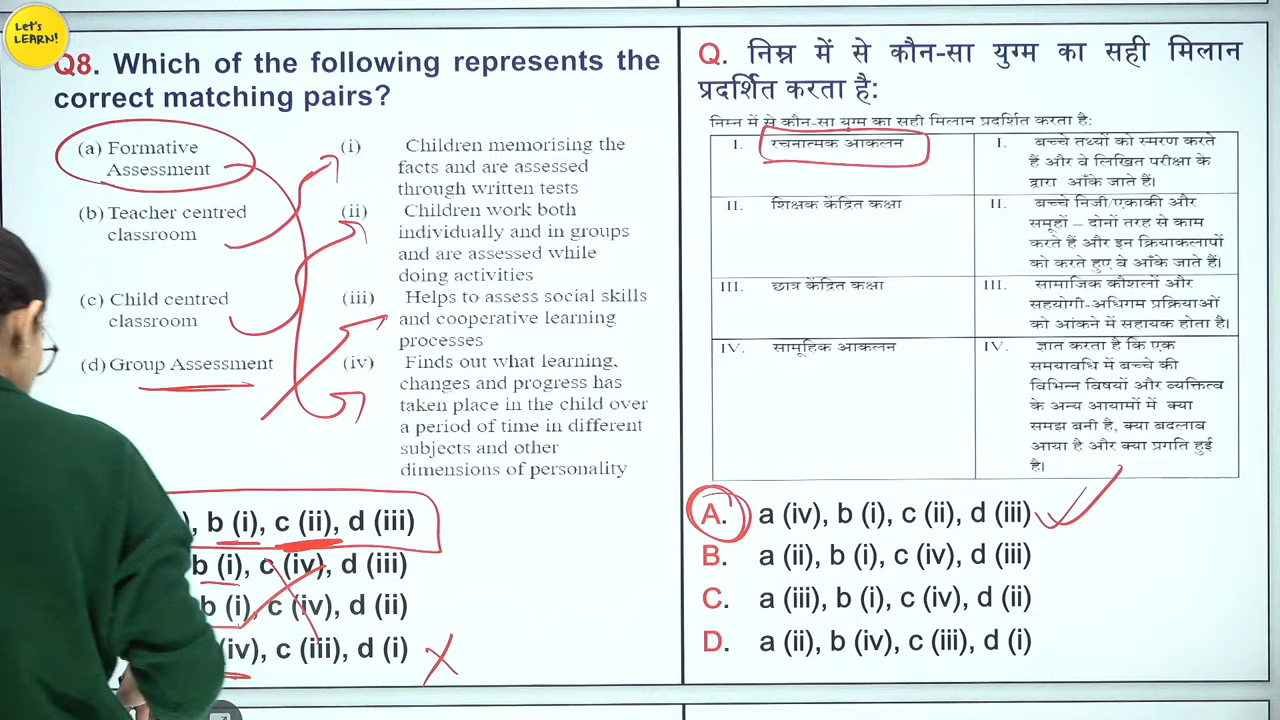 Let's
LEARN!
Q8. Which of the following represents the
correct matching pairs?
(a) Formative
Assessment
(i) Children memorising the
facts and are assessed
through written tests
(b) Teacher centred
classroom
(ii) Children work both
individually and in groups
and are assessed while
doing activities
(c) Child centred
classroom
(iii) Helps to assess social skills
and cooperative learning
processes
(d) Group Assessment
(iv) Finds out what learning,
changes and progress has
taken place in the child over
a period of time in different
subjects and other
dimensions of personality
b (i), c (ii), d (iii)
b (i), c (iv), d (iii)
b (i), c (iv), d (ii)
(iv), c (iii), d (i)
Q. निम्न में से कौन-सा युग्म का सही मिलान
प्रदर्शित करता है:
निम्न में से कौन-सा युग्म का सही मिलान प्रदर्शित करता है:
I. रचनात्मक आकलन
I. बच्चे तथ्यों को स्मरण करते
हैं और वे लिखित परीक्षा के
द्वारा आँके जाते हैं।
II. शिक्षक केंद्रित कक्षा
II. बच्चे निजी/एकाकी और
समूहों – दोनों तरह से काम
करते हैं और इन क्रियाकलापों
को करते हुए वे आँके जाते हैं।
III. छात्र केंद्रित कक्षा
III. सामाजिक कौशलों और
सहयोगी-अधिगम प्रक्रियाओं
को आंकने में सहायक होता है।
IV. सामूहिक आकलन
IV. ज्ञात करता है कि एक
समयावधि में बच्चे की
विभिन्न विषयों और व्यक्तित्व
के अन्य आयामों में क्या
समझ बनी है, क्या बदलाव
आया है और क्या प्रगति हुई
है।
A. a (iv), b (i), c (ii), d (iii)
B. a (ii), b (i), c (iv), d (iii)
C. a (iii), b (i), c (iv), d (ii)
D. a (ii), b (iv), c (iii), d (i)